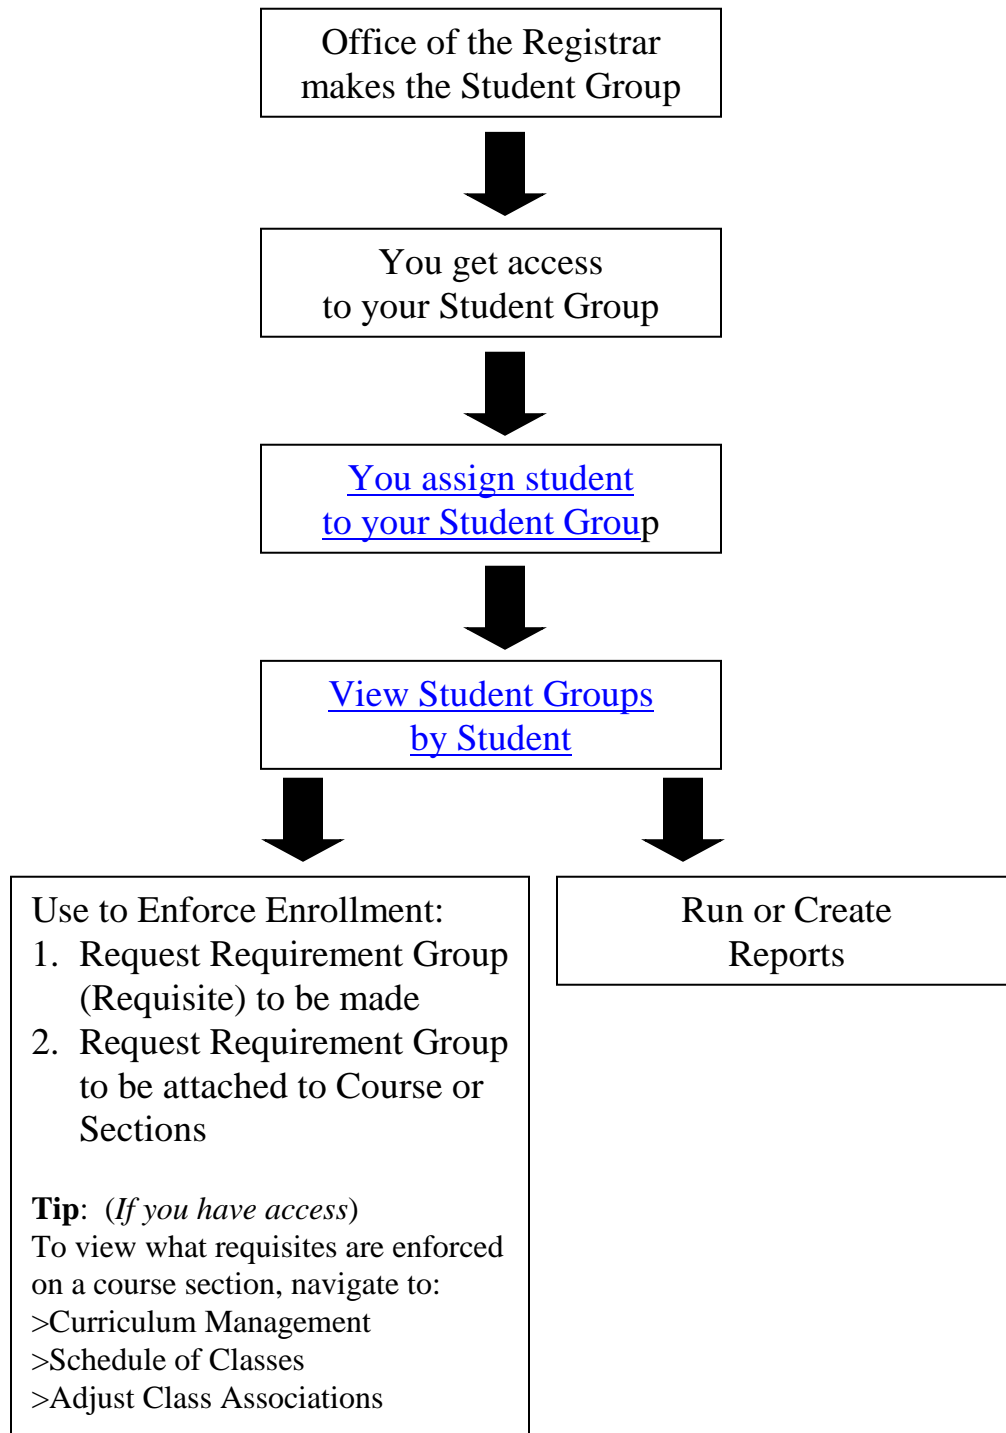 Office of the Registrar
makes the Student Group
You get access
to your Student Group
You assign student
to your Student Group
View Student Groups
by Student
Use to Enforce Enrollment:
1. Request Requirement Group
(Requisite) to be made
2. Request Requirement Group
to be attached to Course or
Sections
Tip: (If you have access)
To view what requisites are enforced
on a course section, navigate to:
>Curriculum Management
>Schedule of Classes
>Adjust Class Associations
Run or Create
Reports